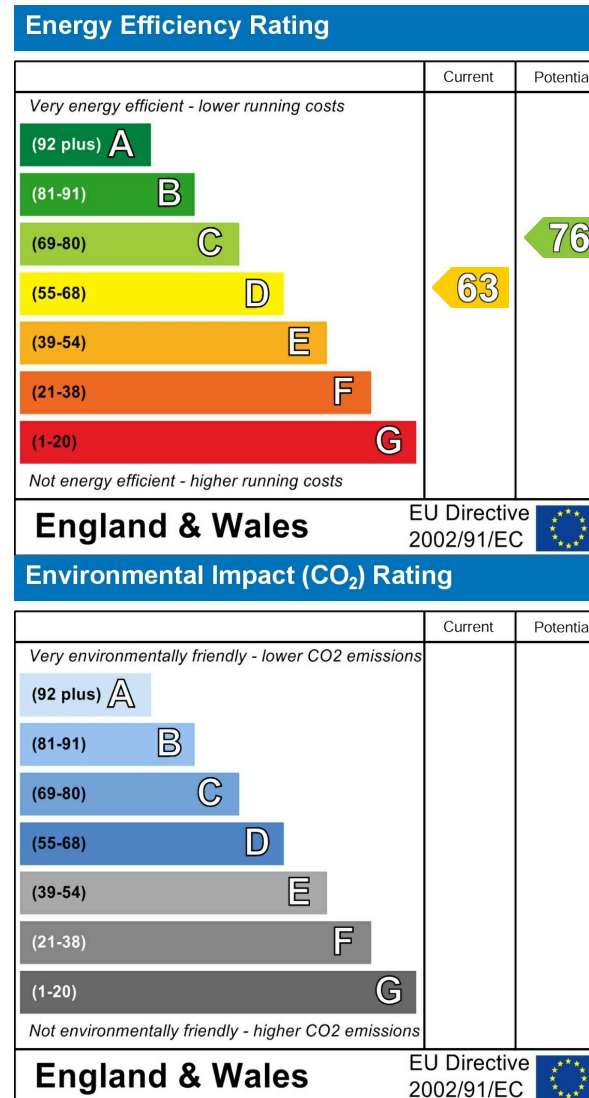 Energy Efficiency Rating
Current Potentia
Very energy efficient - lower running costs
(92 plus) A
(81-91) B
(69-80) C
76
(55-68) D
63
(39-54) E
(21-38) F
(1-20) G
Not energy efficient - higher running costs
England & Wales
EU Directive
2002/91/EC
Environmental Impact (CO₂) Rating
Current Potentia
Very environmentally friendly - lower CO2 emissions
(92 plus) A
(81-91) B
(69-80) C
(55-68) D
(39-54) E
(21-38) F
(1-20) G
Not environmentally friendly - higher CO2 emissions
England & Wales
EU Directive
2002/91/EC